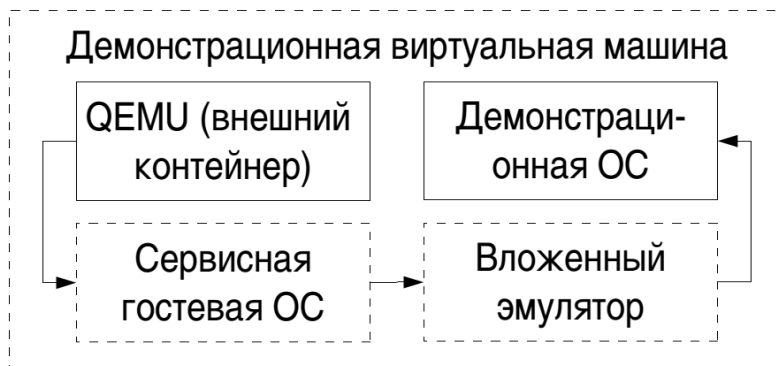 Демонстрационная виртуальная машина
QEMU (внешний
контейнер)
Демонстраци-
онная ОС
Сервисная
гостевая ОС
Вложенный
эмулятор